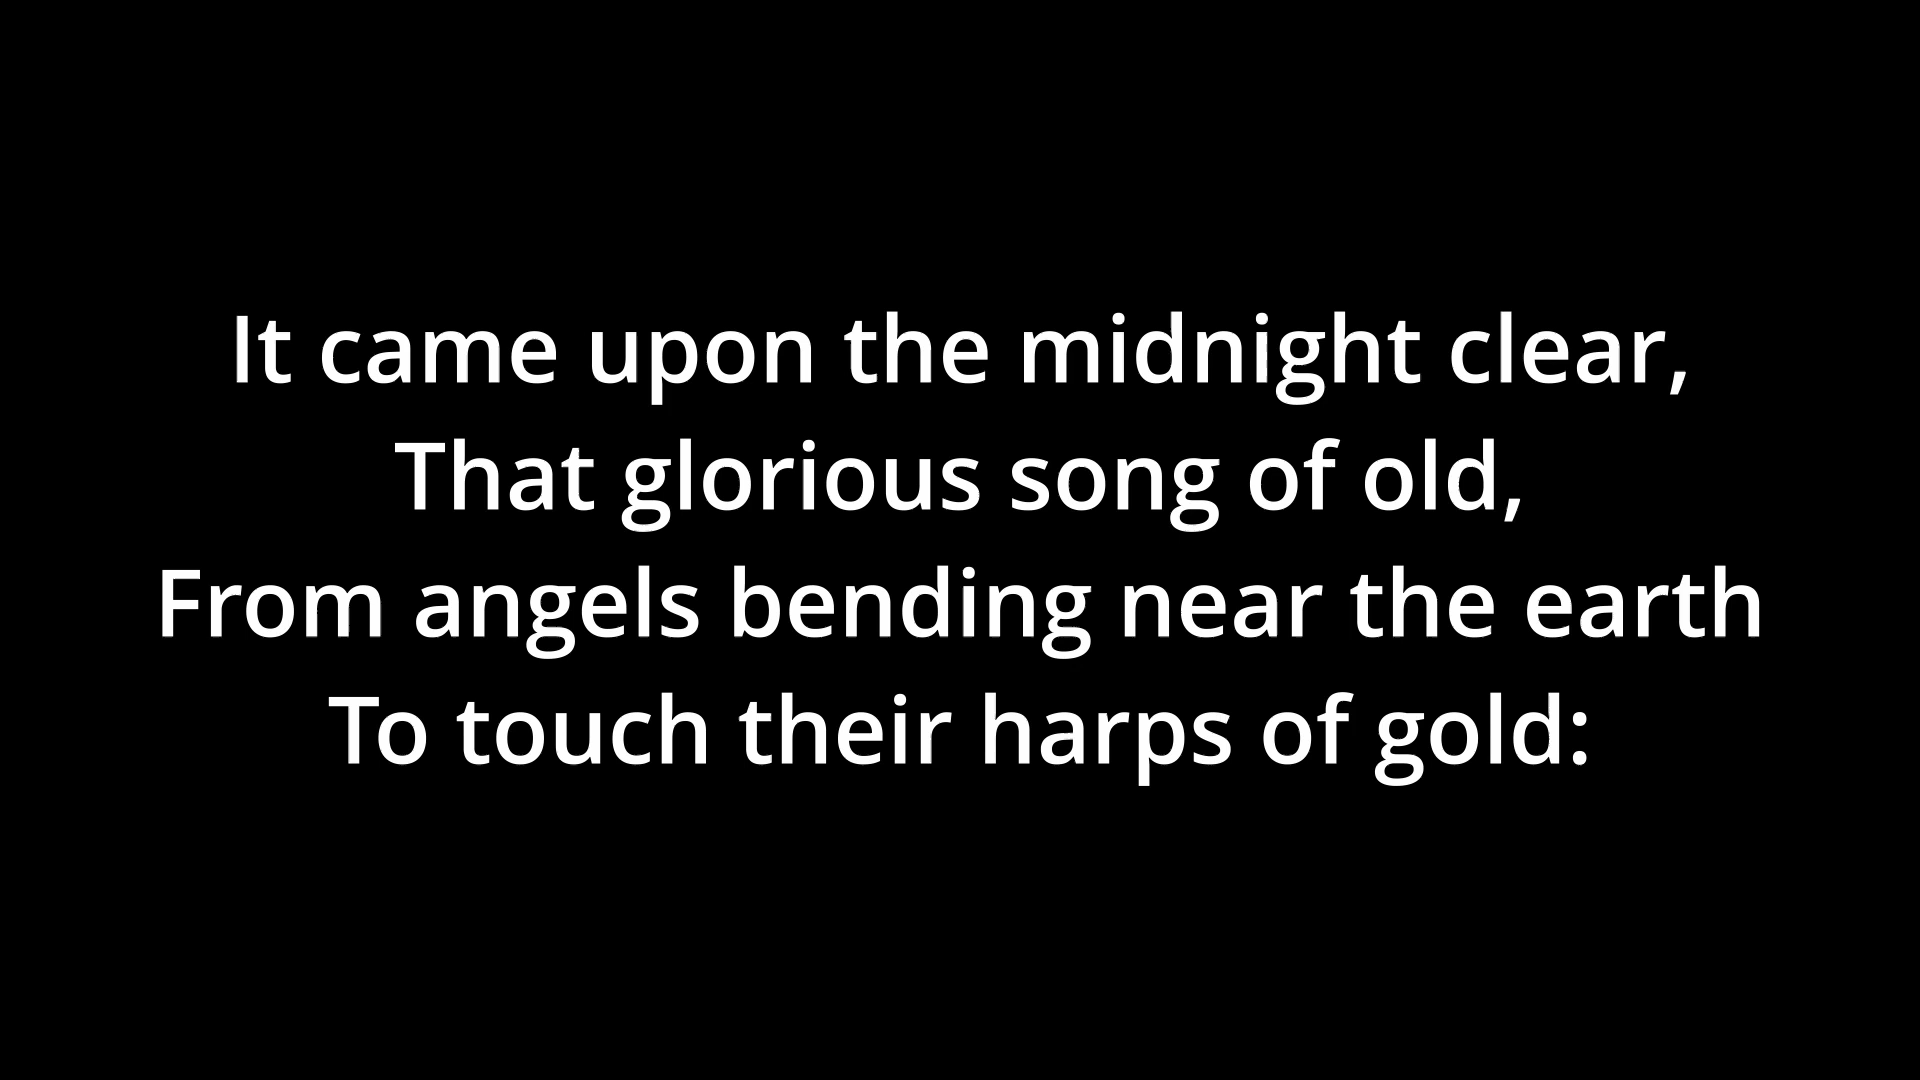 It came upon the midnight clear,
That glorious song of old,
From angels bending near the earth
To touch their harps of gold: